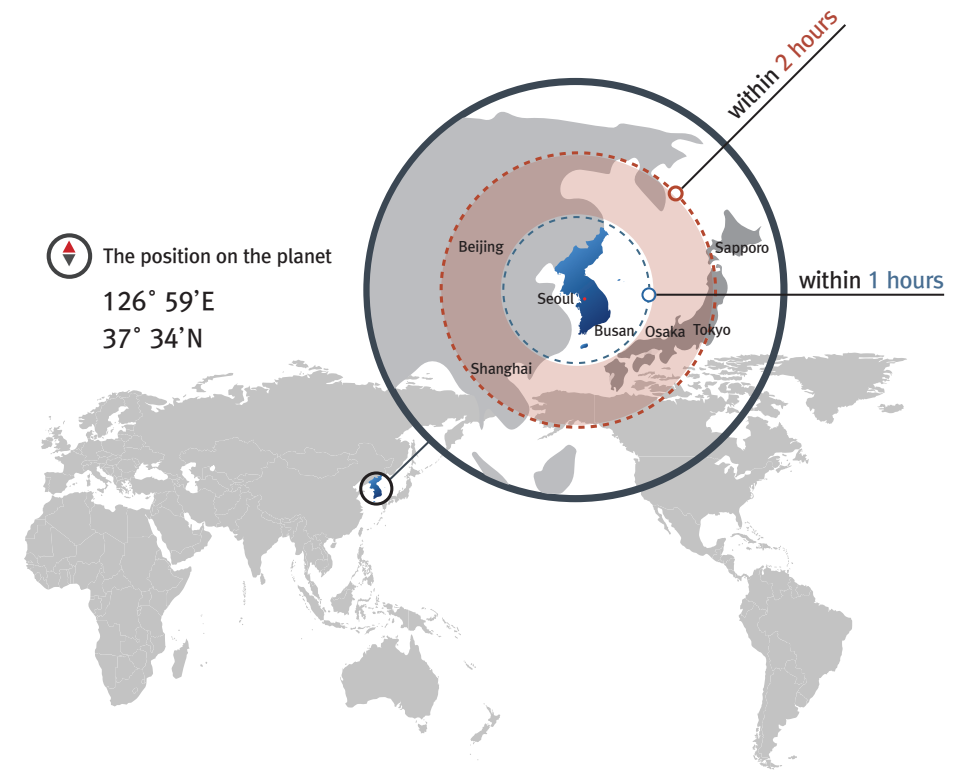 within 2 hours
The position on the planet
126° 59’E
37° 34’N
Beijing
Sapporo
within 1 hours
Seoul
Busan
Osaka
Tokyo
Shanghai